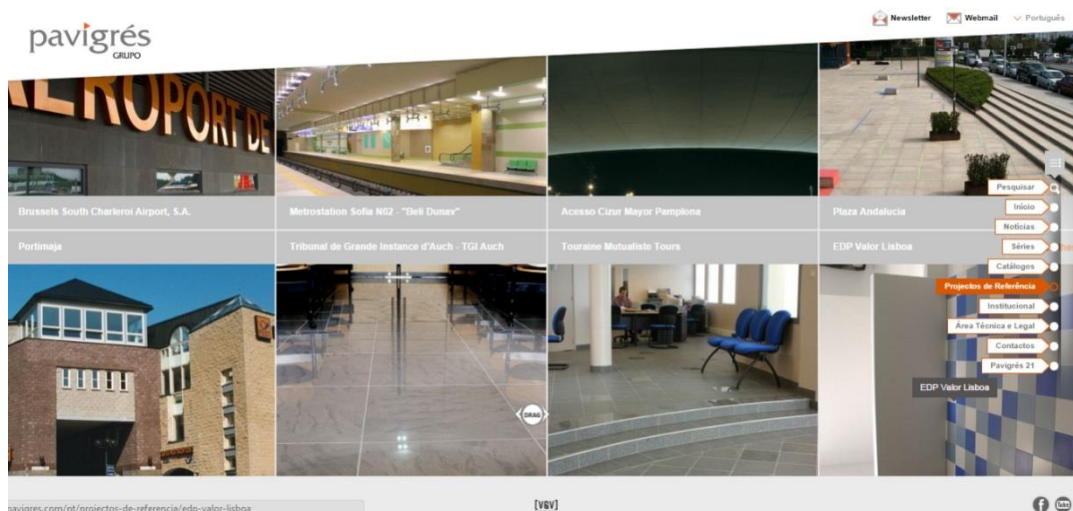 pavigrés
GRUPO
Newsletter
Webmail
Português
AEROPORT DE
Brussels South Charleroi Airport, S.A.
Metrostation Sofia N02 - "Beli Dunav"
Acesso Cizur Mayor Pamplona
Plaza Andalucia
Portimaja
Tribunal de Grande Instance d'Auch - TGI Auch
Touraine Mutualiste Tours
EDP Valor Lisboa
Pesquisar
Início
Notícias
Séries
Catálogos
Projectos de Referência
Institucional
Área Técnica e Legal
Contactos
Pavigrés 21
EDP Valor Lisboa
DRAG
pavigres.com/pt/projectos-de-referencia/edp-valor-lisboa
[V&V]
f